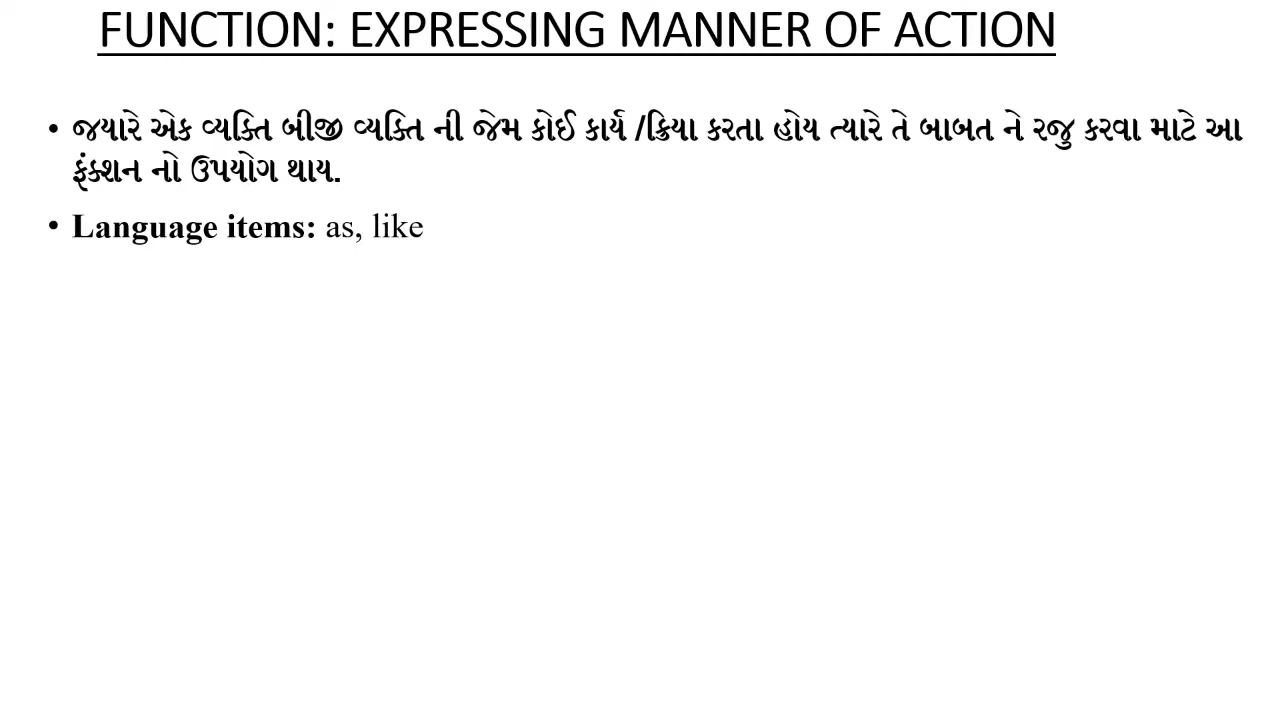 FUNCTION: EXPRESSING MANNER OF ACTION
• જયારે એક વ્યક્તિ બીજી વ્યક્તિ ની જેમ કોઈ કાર્ય /ક્રિયા કરતા હોય ત્યારે તે બાબત ને રજુ કરવા માટે આ
ફંક્શન નો ઉપયોગ થાય.
• Language items: as, like